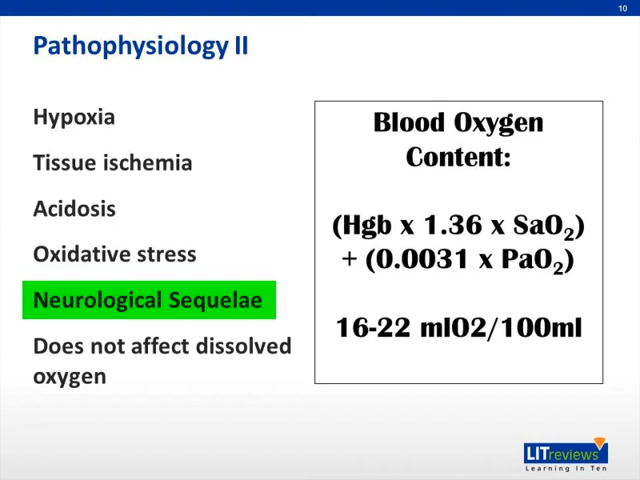 10
Pathophysiology II
Hypoxia
Tissue ischemia
Acidosis
Oxidative stress
Neurological Sequelae
Does not affect dissolved
oxygen
Blood Oxygen
Content:
(Hgb x 1.36 x SaO₂)
+ (0.0031 x PaO₂)
16-22 mlO2/100ml
LITreviews
Learning In Ten